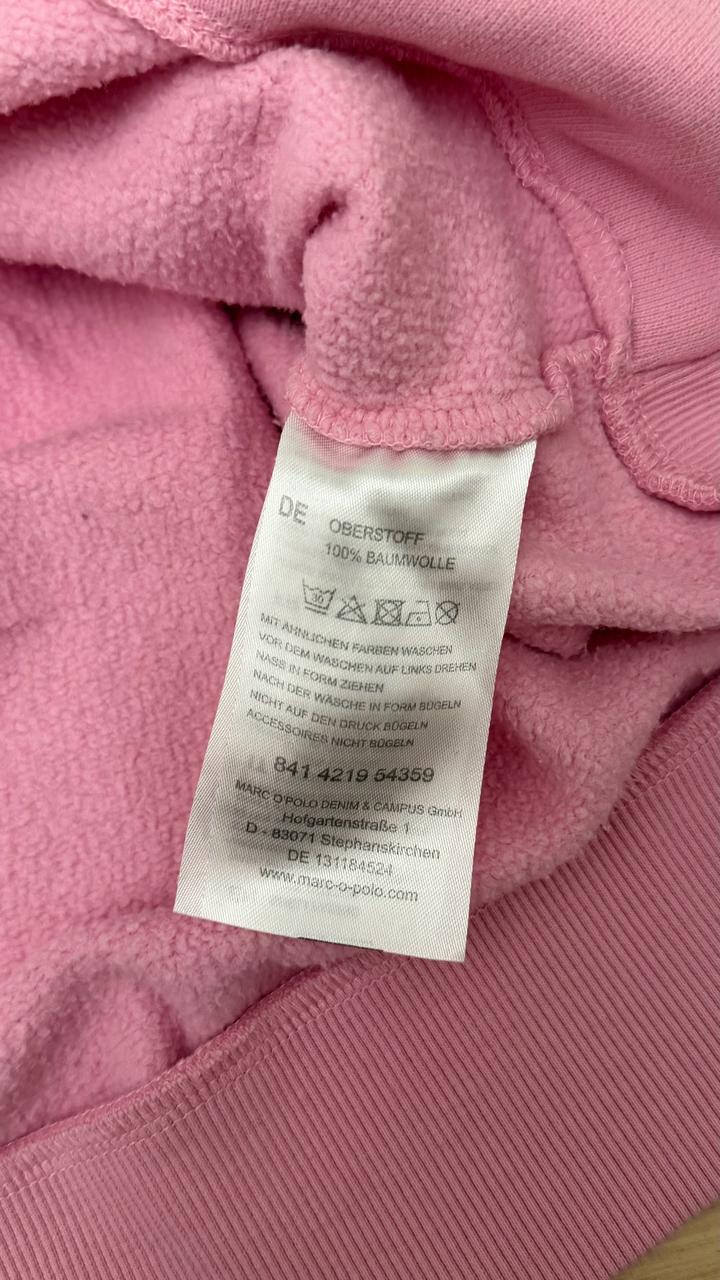 DE OBERSTOFF
100% BAUMWOLLE
30
MIT ÄHNLICHEN FARBEN WASCHEN
VOR DEM WASCHEN AUF LINKS DREHEN
NASS IN FORM ZIEHEN
NACH DER WÄSCHE IN FORM BÜGELN
NICHT AUF DEN DRUCK BÜGELN
ACCESSOIRES NICHT BÜGELN
841 4219 54359
MARC O'POLO DENIM & CAMPUS GmbH
Hofgartenstraße 1
D - 83071 Stephanskirchen
DE 131184524
www.marc-o-polo.com